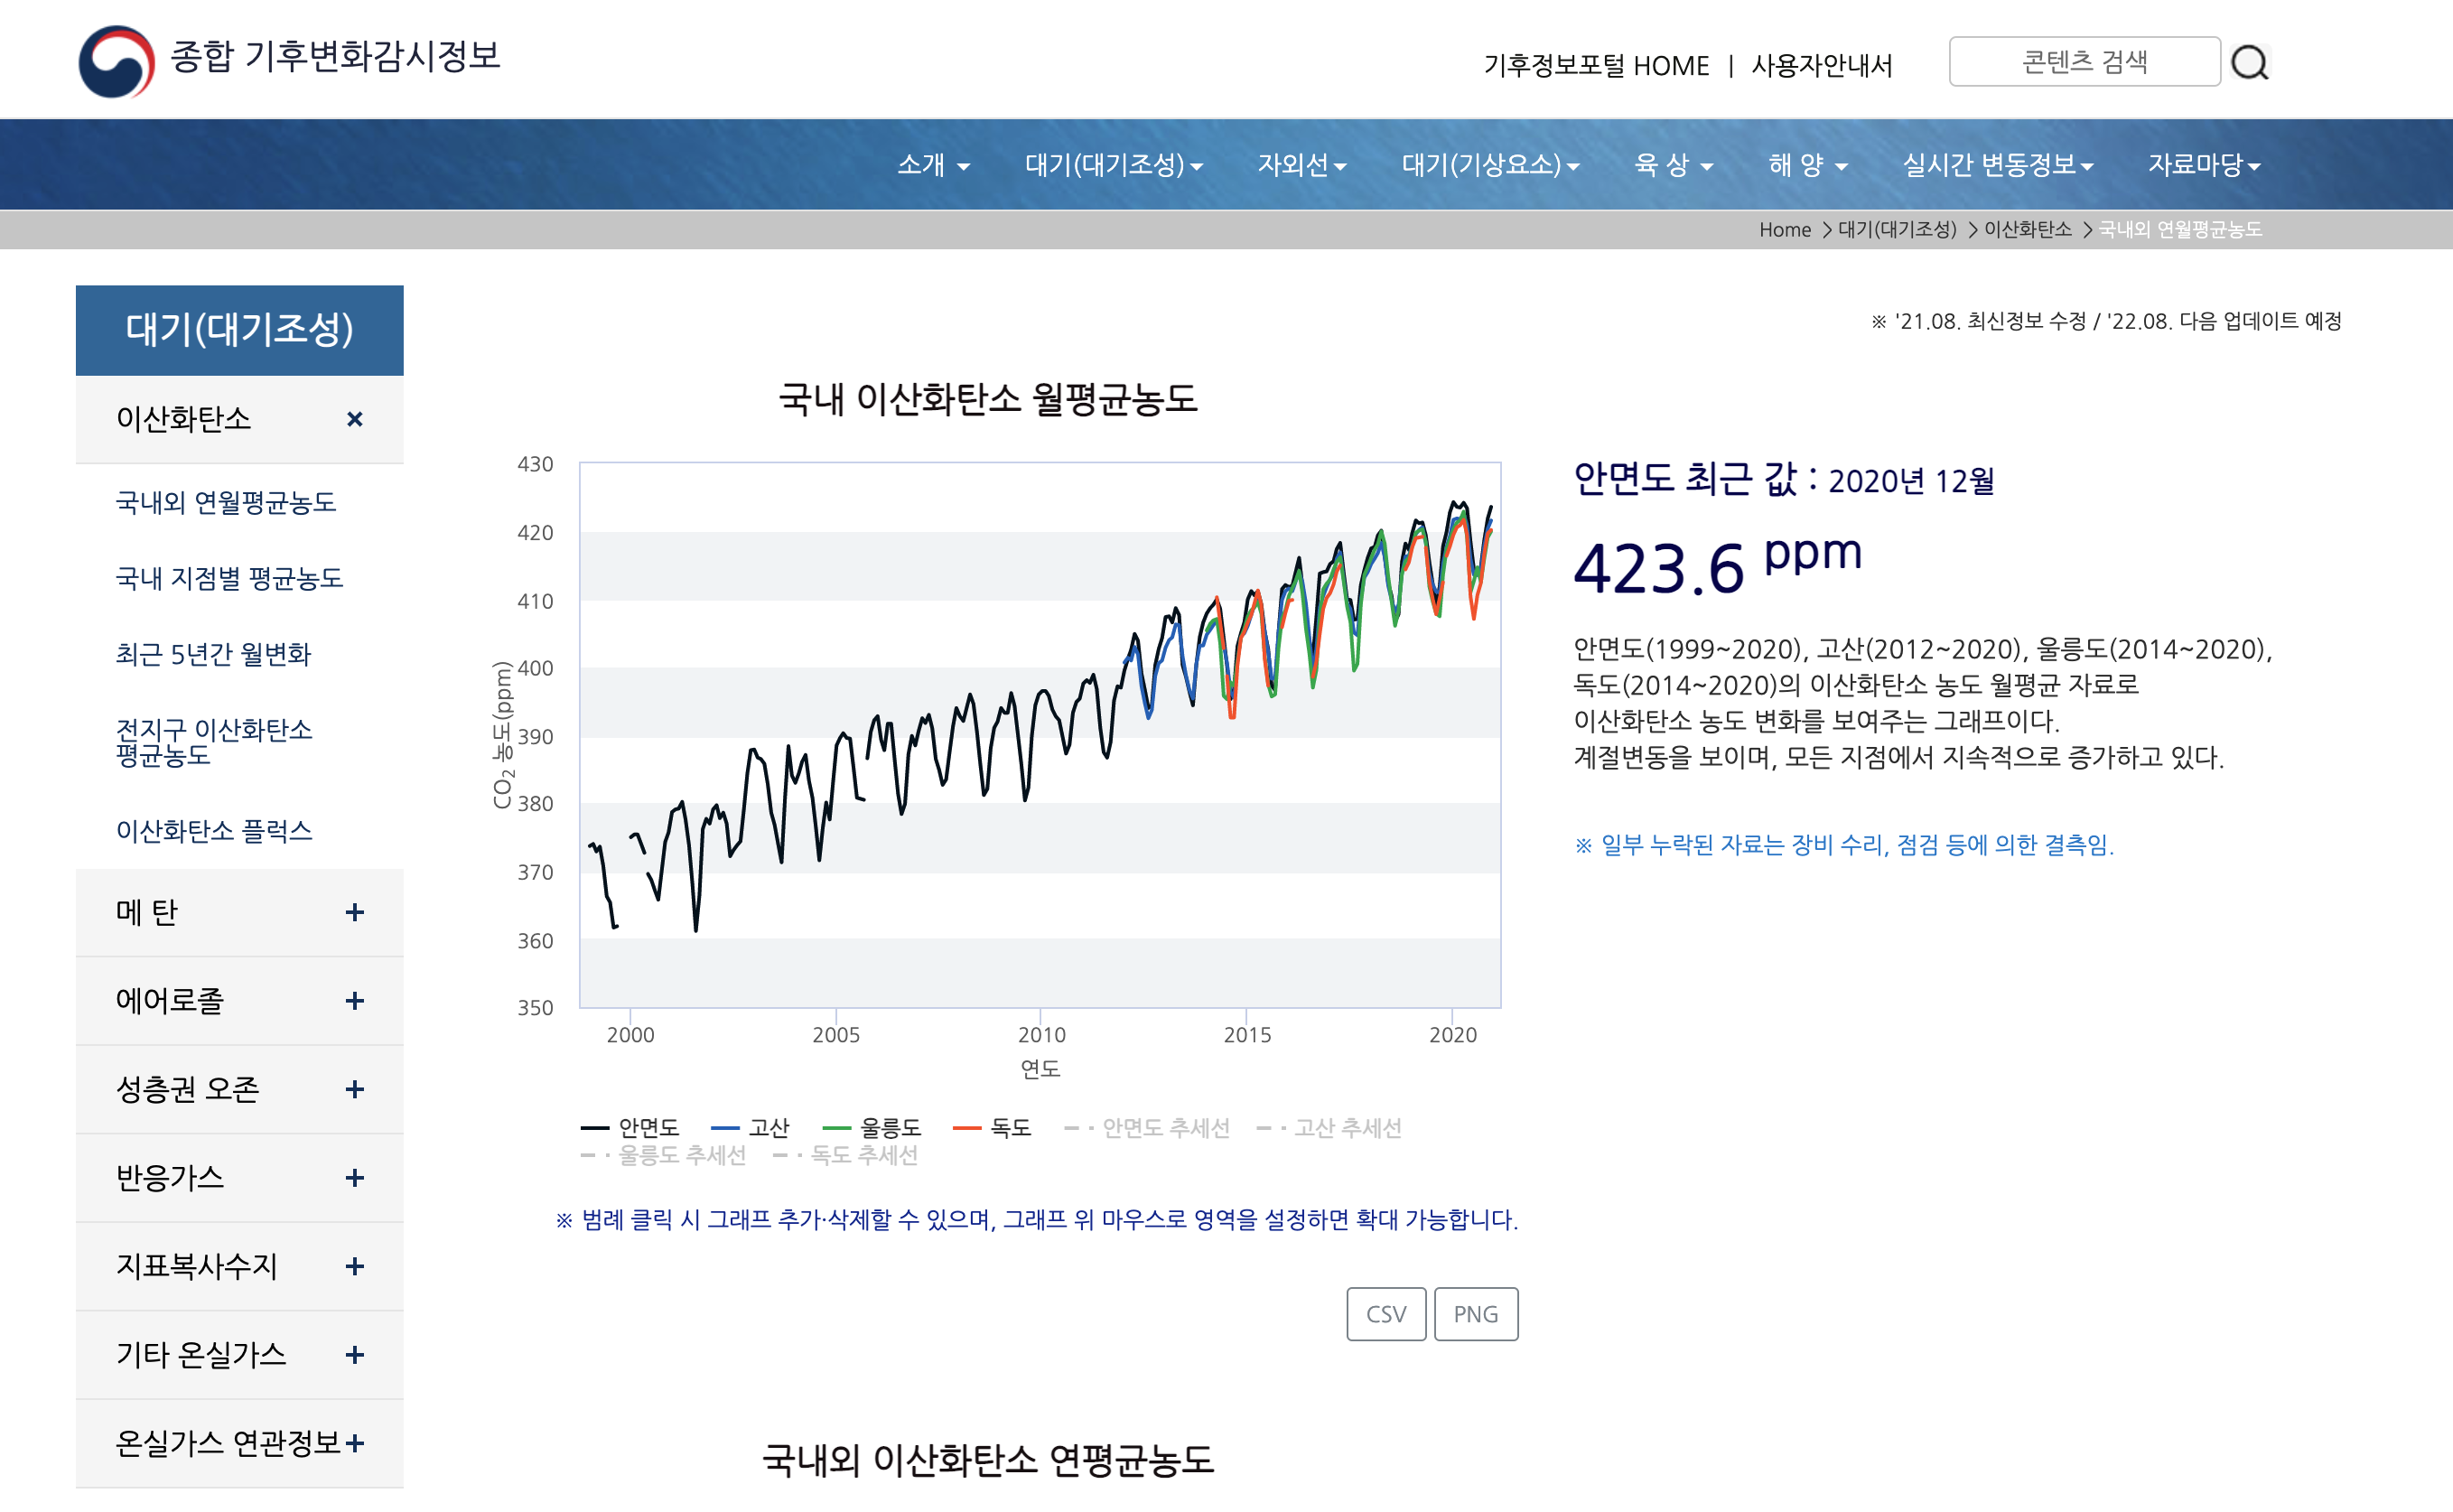 종합 기후변화감시정보
기후정보포털 HOME | 사용자안내서
콘텐츠 검색
소개 대기(대기조성) 자외선 대기(기상요소) 육 상 해 양 실시간 변동정보 자료마당
Home > 대기(대기조성) > 이산화탄소 > 국내외 연월평균농도
대기(대기조성)
이산화탄소 ×
국내외 연월평균농도
국내 지점별 평균농도
최근 5년간 월변화
전지구 이산화탄소
평균농도
이산화탄소 플럭스
메 탄 +
에어로졸 +
성층권 오존 +
반응가스 +
지표복사수지 +
기타 온실가스 +
온실가스 연관정보 +
※ '21.08. 최신정보 수정 / '22.08. 다음 업데이트 예정
국내 이산화탄소 월평균농도
CO₂ 농도(ppm)
430
420
410
400
390
380
370
360
350
2000 2005 2010 2015 2020
연도
안면도 고산 울릉도 독도 안면도 추세선 고산 추세선
울릉도 추세선 독도 추세선
※ 범례 클릭 시 그래프 추가·삭제할 수 있으며, 그래프 위 마우스로 영역을 설정하면 확대 가능합니다.
CSV PNG
안면도 최근 값 : 2020년 12월
423.6 ppm
안면도(1999~2020), 고산(2012~2020), 울릉도(2014~2020),
독도(2014~2020)의 이산화탄소 농도 월평균 자료로
이산화탄소 농도 변화를 보여주는 그래프이다.
계절변동을 보이며, 모든 지점에서 지속적으로 증가하고 있다.
※ 일부 누락된 자료는 장비 수리, 점검 등에 의한 결측임.
국내외 이산화탄소 연평균농도